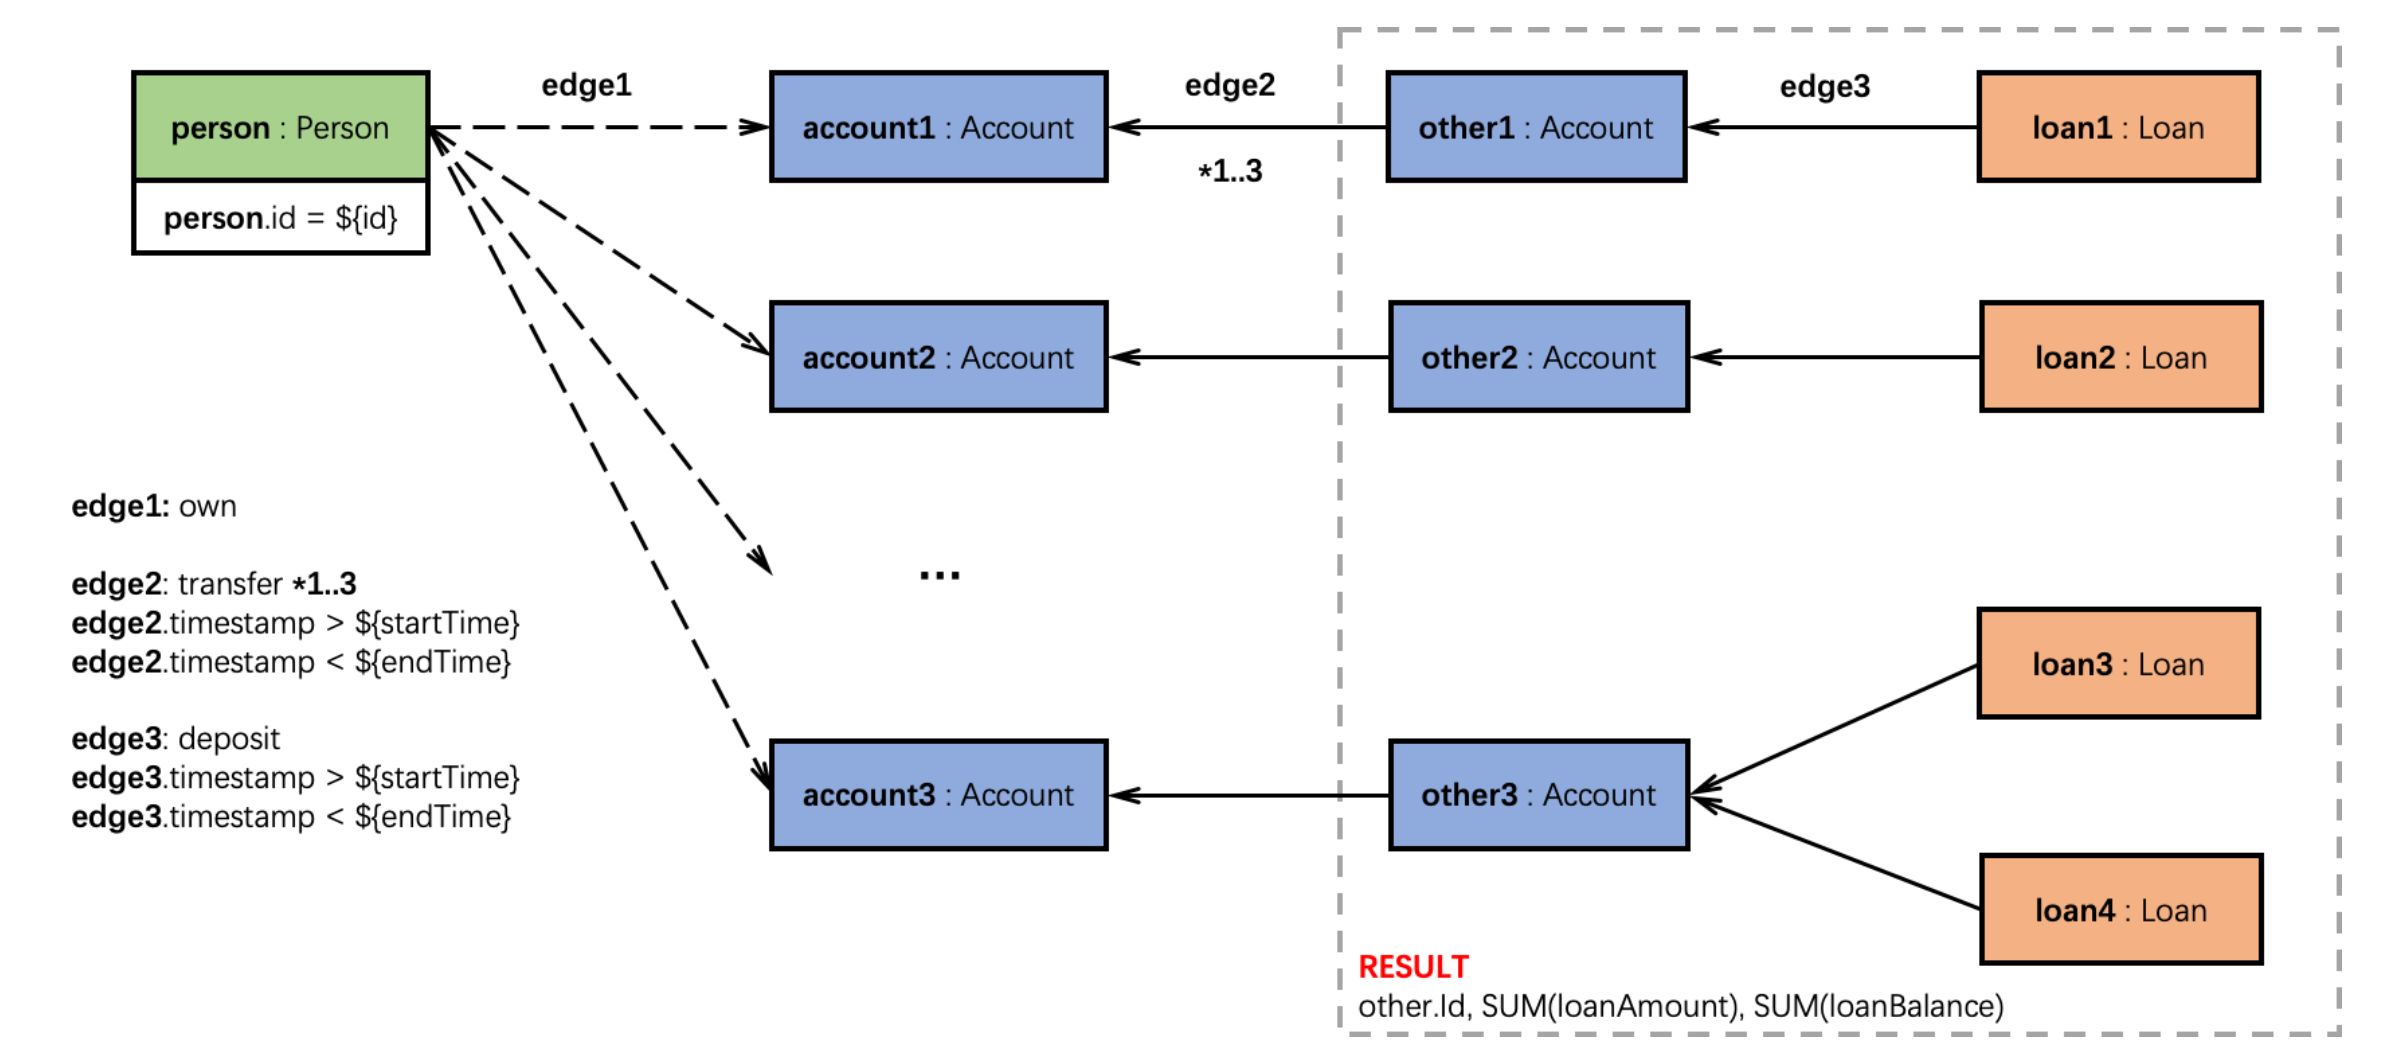 edge1
edge2
edge3
person : Person
account1 : Account
other1 : Account
loan1 : Loan
*1..3
person.id = ${id}
account2 : Account
other2 : Account
loan2 : Loan
edge1: own
...
edge2: transfer *1..3
edge2.timestamp > ${startTime}
edge2.timestamp < ${endTime}
loan3 : Loan
edge3: deposit
edge3.timestamp > ${startTime}
edge3.timestamp < ${endTime}
account3 : Account
other3 : Account
loan4 : Loan
RESULT
other.Id, SUM(loanAmount), SUM(loanBalance)